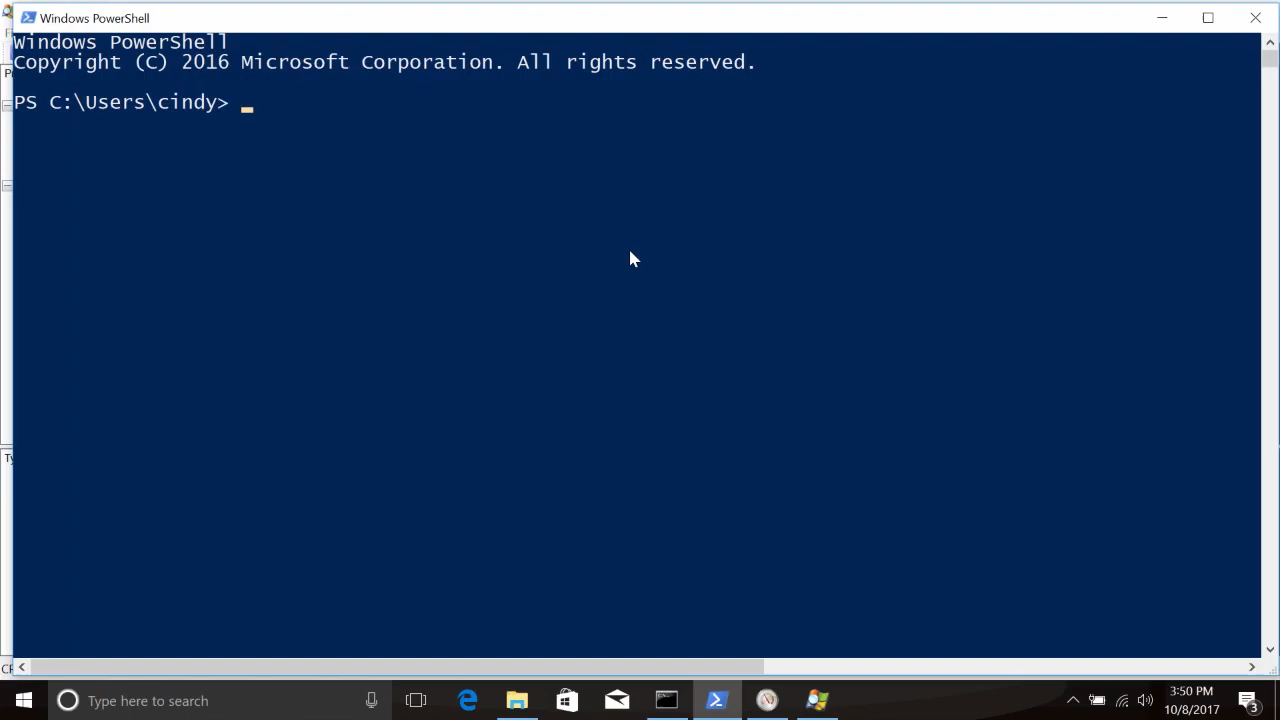 Windows PowerShell
Windows PowerShell
Copyright (C) 2016 Microsoft Corporation. All rights reserved.
PS C:\Users\cindy>
Type here to search
3:50 PM
10/8/2017
3